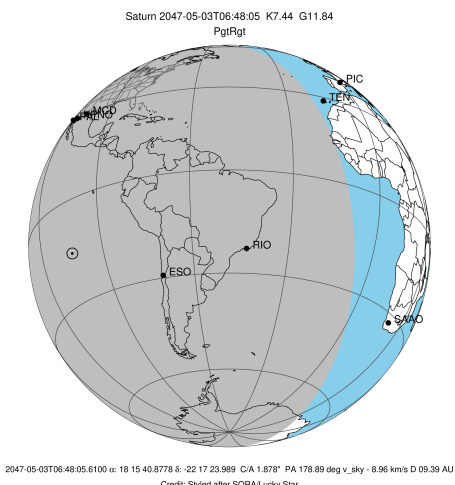 Saturn 2047-05-03T06:48:05 K7.44 G11.84
PgtRgt
PIC
TEN
MCD
RIO
ESO
SAAO
2047-05-03T06:48:05.6100 α: 18 15 40.8778 δ: -22 17 23.989 C/A 1.878" PA 178.89 deg v_sky - 8.96 km/s D 09.39 AU
Credit: Styled after SORA/Lucky Star